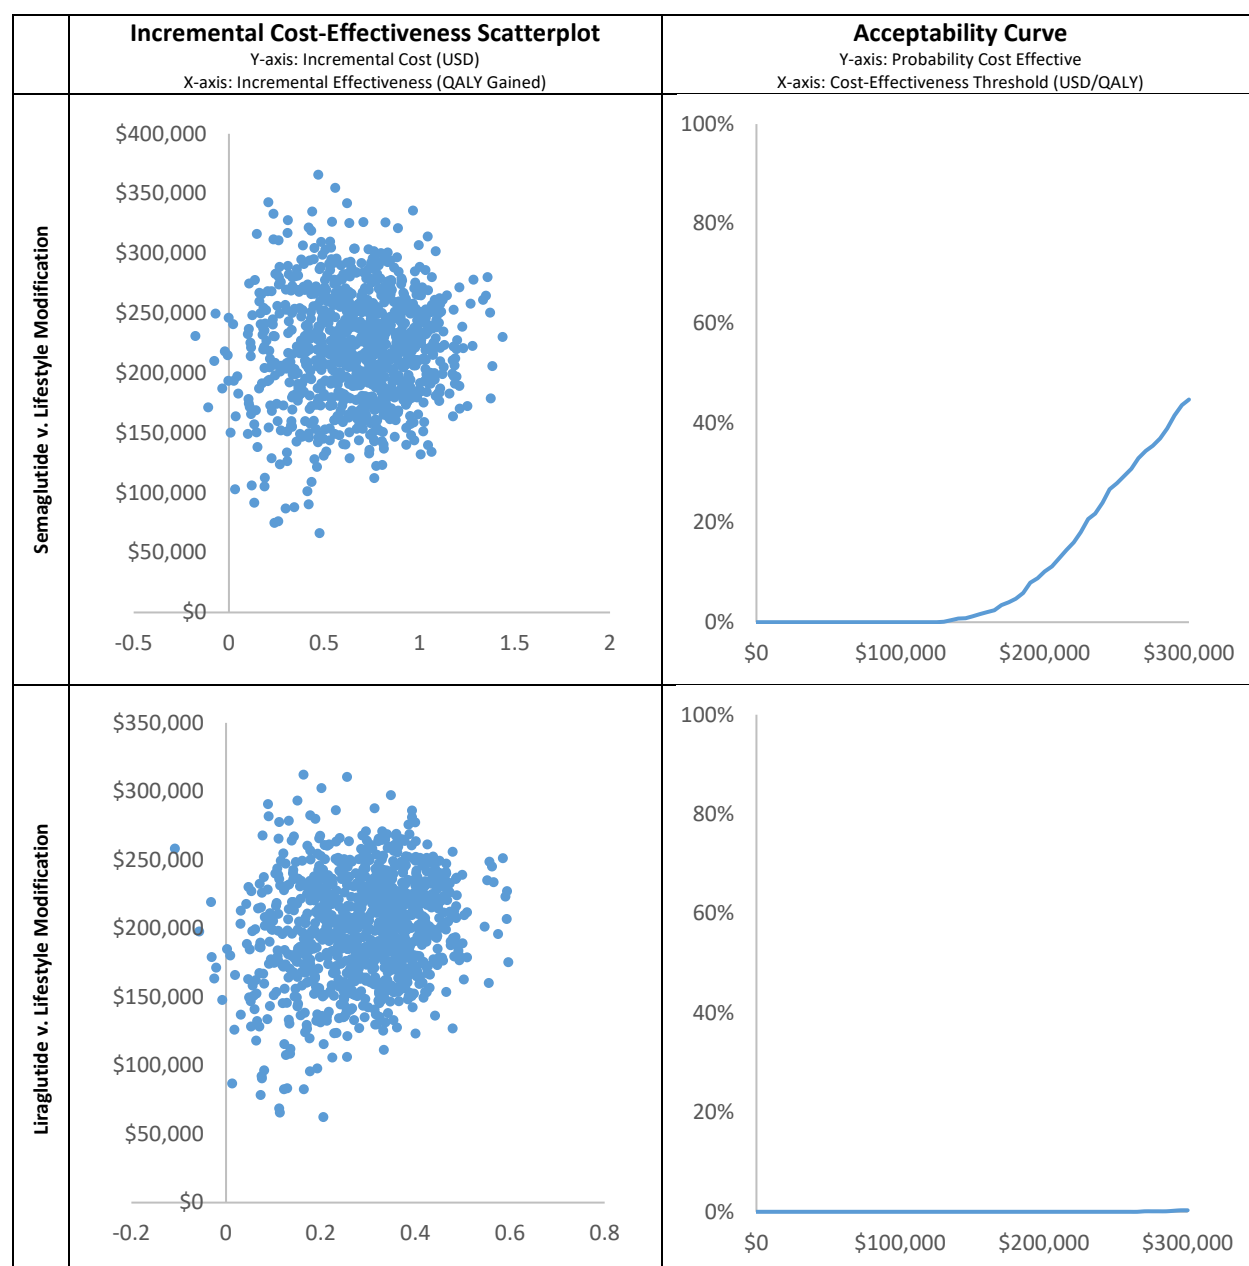 Incremental Cost-Effectiveness Scatterplot
Y-axis: Incremental Cost (USD)
X-axis: Incremental Effectiveness (QALY Gained)
Acceptability Curve
Y-axis: Probability Cost Effective
X-axis: Cost-Effectiveness Threshold (USD/QALY)
Semaglutide v. Lifestyle Modification
$400,000
$350,000
$300,000
$250,000
$200,000
$150,000
$100,000
$50,000
$0
-0.5 0 0.5 1 1.5 2
100%
80%
60%
40%
20%
0%
$0 $100,000 $200,000 $300,000
Liraglutide v. Lifestyle Modification
$350,000
$300,000
$250,000
$200,000
$150,000
$100,000
$50,000
$0
-0.2 0 0.2 0.4 0.6 0.8
100%
80%
60%
40%
20%
0%
$0 $100,000 $200,000 $300,000